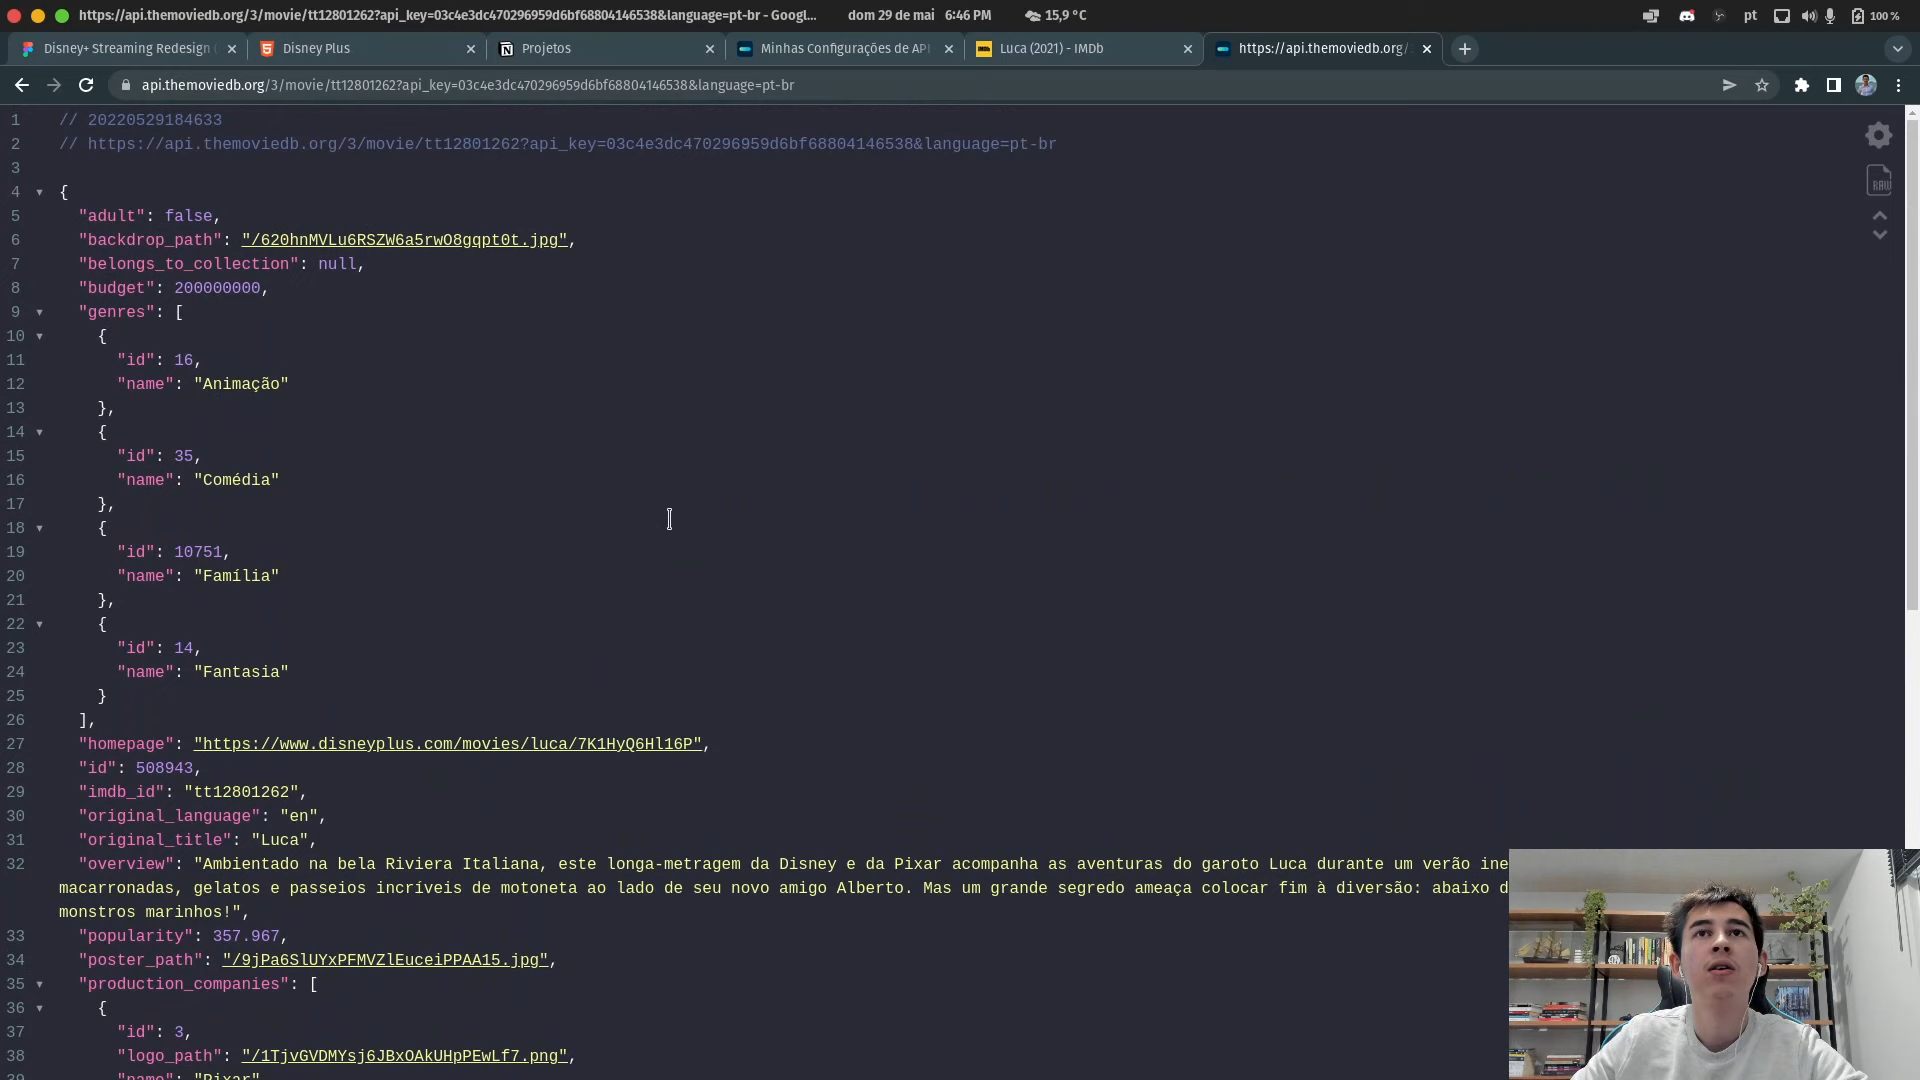 https://api.themoviedb.org/3/movie/tt12801262?api_key=03c4e3dc470296959d6bf68804146538&language=pt-br - Googl...
dom 29 de mai 6:46 PM
15,9 °C
pt
100 %
Disney+ Streaming Redesign (
Disney Plus
Projetos
Minhas Configurações de API
Luca (2021) - IMDb
https://api.themoviedb.org/
api.themoviedb.org/3/movie/tt12801262?api_key=03c4e3dc470296959d6bf68804146538&language=pt-br
RAW
1 // 20220529184633
2 // https://api.themoviedb.org/3/movie/tt12801262?api_key=03c4e3dc470296959d6bf68804146538&language=pt-br
3
4 {
5 "adult": false,
6 "backdrop_path": "/620hnMVLu6RSZW6a5rwO8gqpt0t.jpg",
7 "belongs_to_collection": null,
8 "budget": 200000000,
9 "genres": [
10 {
11 "id": 16,
12 "name": "Animação"
13 },
14 {
15 "id": 35,
16 "name": "Comédia"
17 },
18 {
19 "id": 10751,
20 "name": "Família"
21 },
22 {
23 "id": 14,
24 "name": "Fantasia"
25 }
26 ],
27 "homepage": "https://www.disneyplus.com/movies/luca/7K1HyQ6Hl16P",
28 "id": 508943,
29 "imdb_id": "tt12801262",
30 "original_language": "en",
31 "original_title": "Luca",
32 "overview": "Ambientado na bela Riviera Italiana, este longa-metragem da Disney e da Pixar acompanha as aventuras do garoto Luca durante um verão ine
macarronadas, gelatos e passeios incríveis de motoneta ao lado de seu novo amigo Alberto. Mas um grande segredo ameaça colocar fim à diversão: abaixo d
monstros marinhos!",
33 "popularity": 357.967,
34 "poster_path": "/9jPa6SlUYxPFMVZlEuceiPPAA15.jpg",
35 "production_companies": [
36 {
37 "id": 3,
38 "logo_path": "/1TjvGVDMYsj6JBxOAkUHpPEwLf7.png",
39 "name": "Pixar"